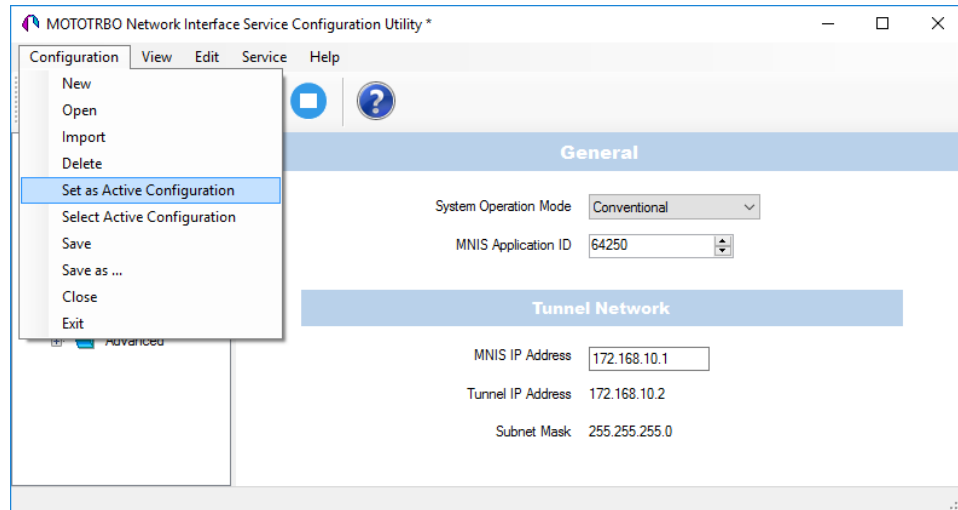 MOTOTRBO Network Interface Service Configuration Utility *
Configuration View Edit Service Help
New
Open
Import
Delete
Set as Active Configuration
Select Active Configuration
Save
Save as ...
Close
Exit
Advanced
General
System Operation Mode Conventional
MNIS Application ID 64250
Tunnel Network
MNIS IP Address 172.168.10.1
Tunnel IP Address 172.168.10.2
Subnet Mask 255.255.255.0